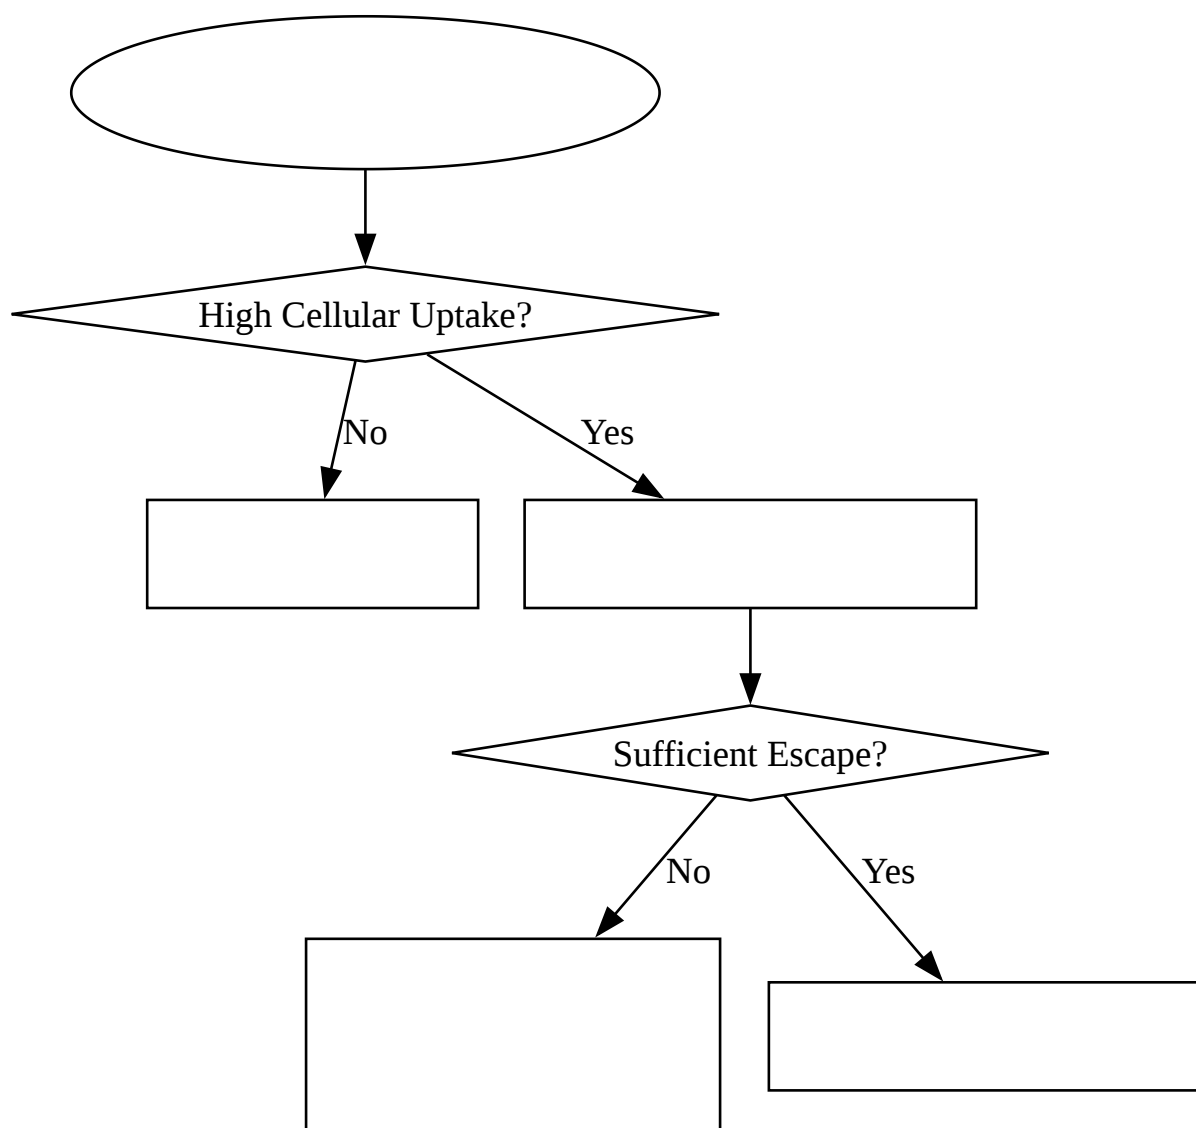 High Cellular Uptake?
No
Yes
Sufficient Escape?
No
Yes